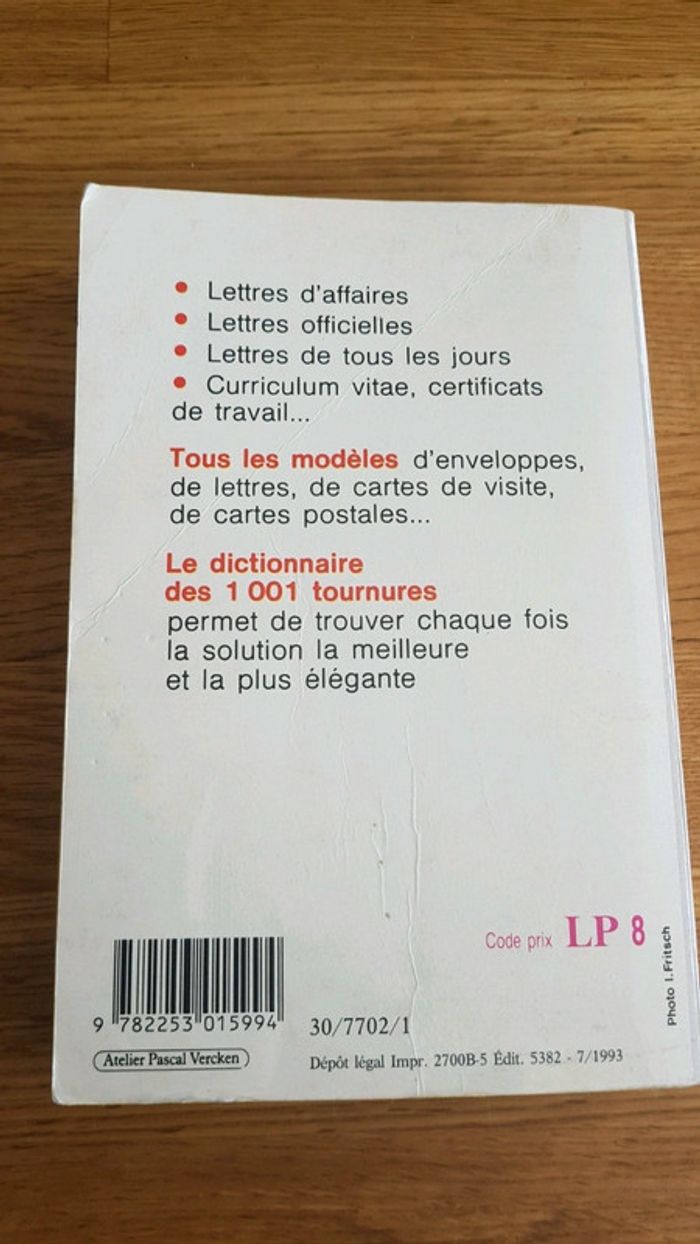 • Lettres d'affaires
• Lettres officielles
• Lettres de tous les jours
• Curriculum vitae, certificats
de travail...
Tous les modèles d'enveloppes,
de lettres, de cartes de visite,
de cartes postales...
Le dictionnaire
des 1 001 tournures
permet de trouver chaque fois
la solution la meilleure
et la plus élégante
Code prix LP 8
Photo I. Fritsch
9 782253 015994
30/7702/1
Atelier Pascal Vercken
Dépôt légal Impr. 2700B-5 Édit. 5382 - 7/1993